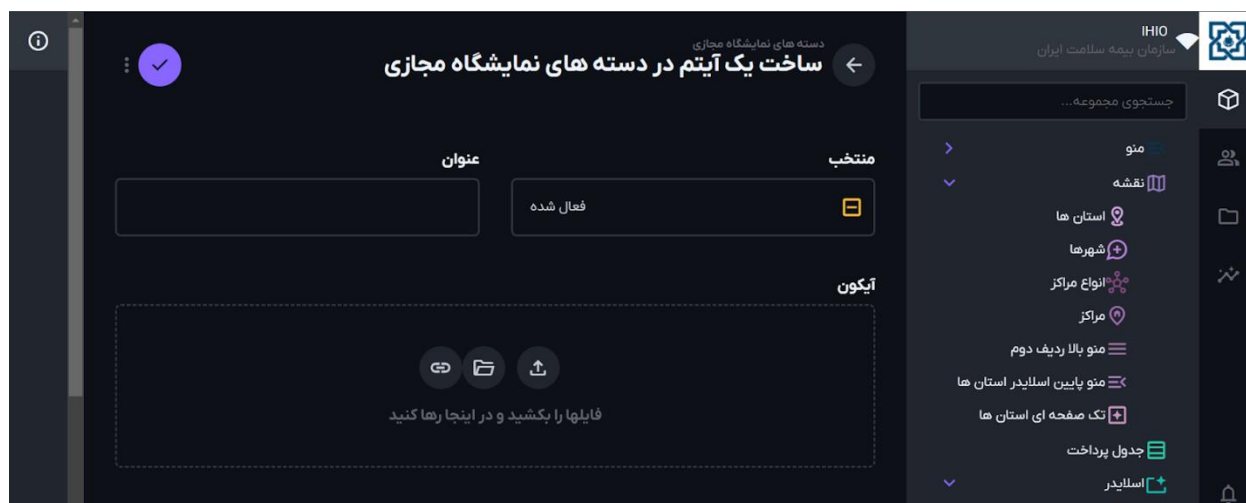 IHIO
سازمان بیمه سلامت ایران
جستجوی مجموعه...
منو
نقشه
استان ها
شهرها
انواع مراکز
مراکز
منو بالا ردیف دوم
منو پایین اسلایدر استان ها
تک صفحه ای استان ها
جدول پرداخت
اسلایدر
دسته های نمایشگاه مجازی
ساخت یک آیتم در دسته های نمایشگاه مجازی
منتخب
عنوان
فعال شده
آیکون
فایلها را بکشید و در اینجا رها کنید